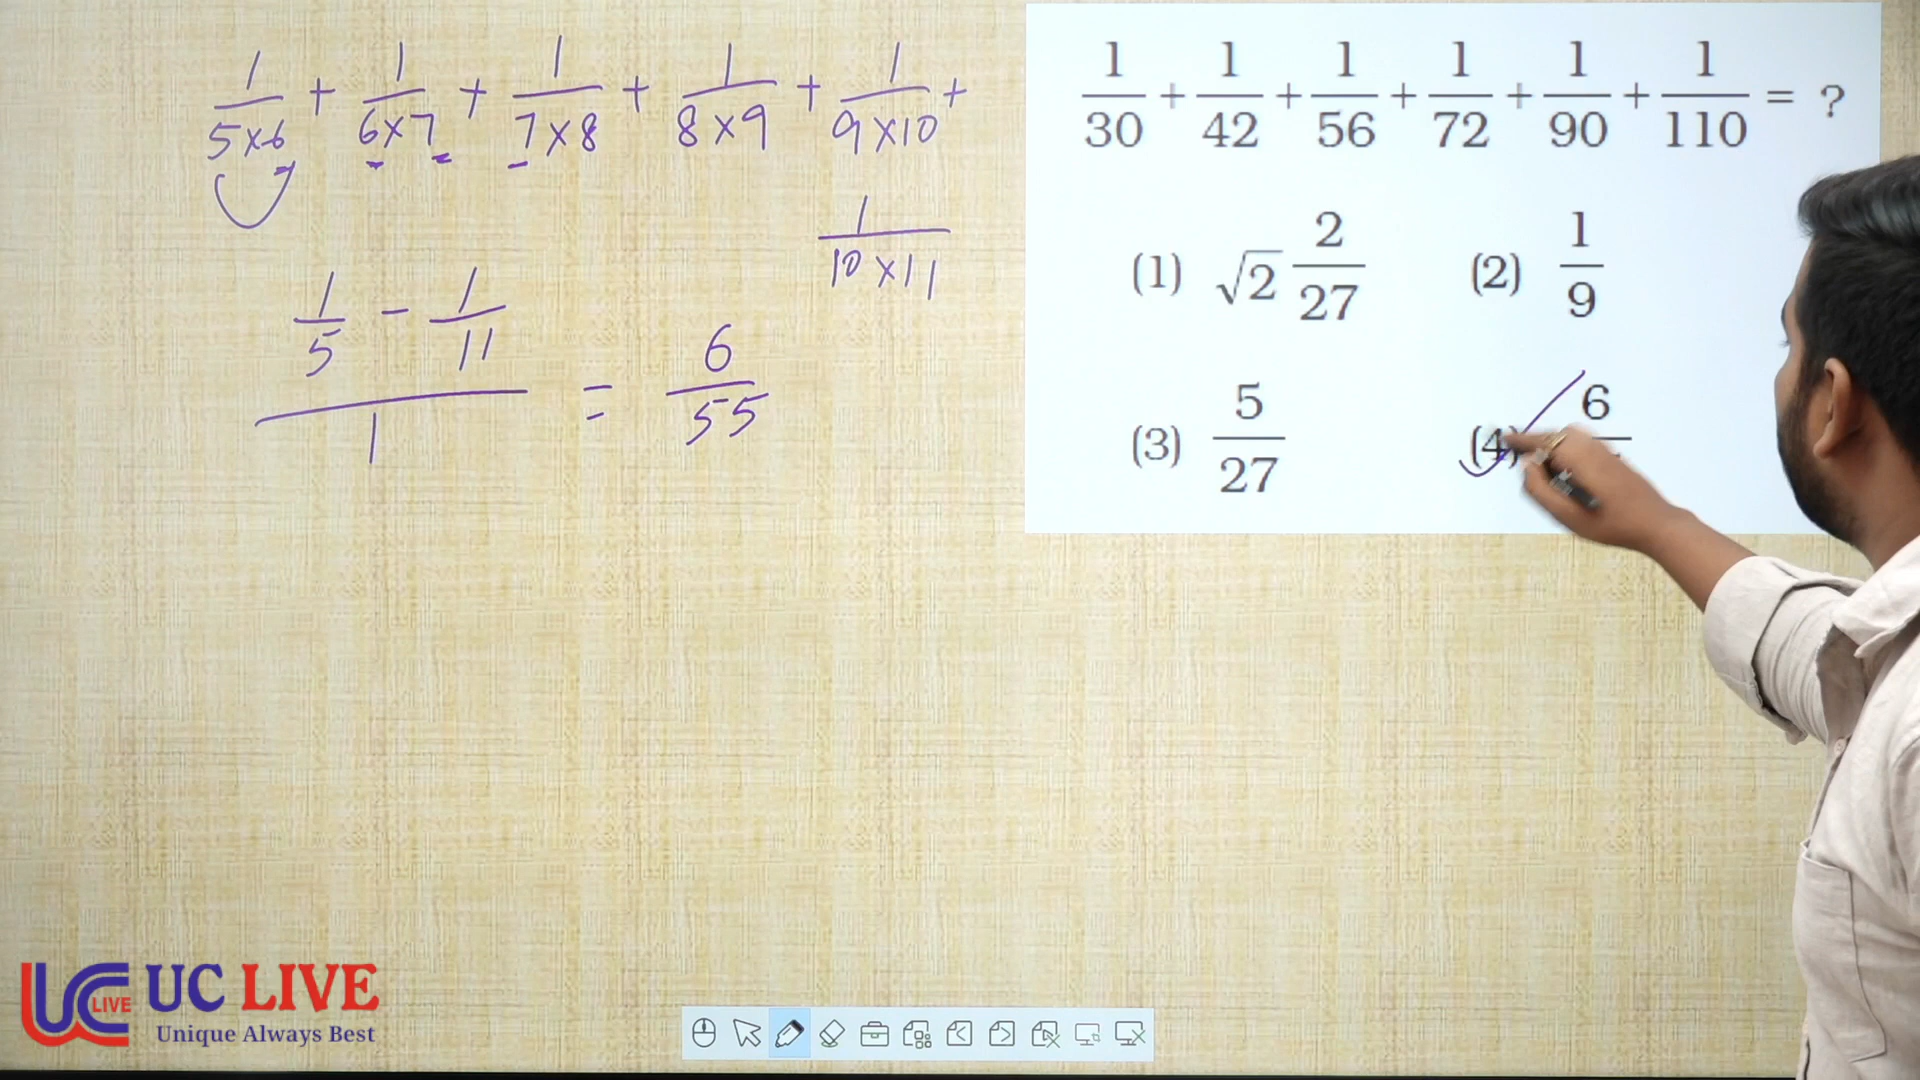 1/(5×6) + 1/(6×7) + 1/(7×8) + 1/(8×9) + 1/(9×10) +
1/(10×11)
(1/5 - 1/11)/1 = 6/55
1/30 + 1/42 + 1/56 + 1/72 + 1/90 + 1/110 = ?
(1) √2 2/27 (2) 1/9
(3) 5/27 (4) 6
LIVE
UC LIVE
Unique Always Best